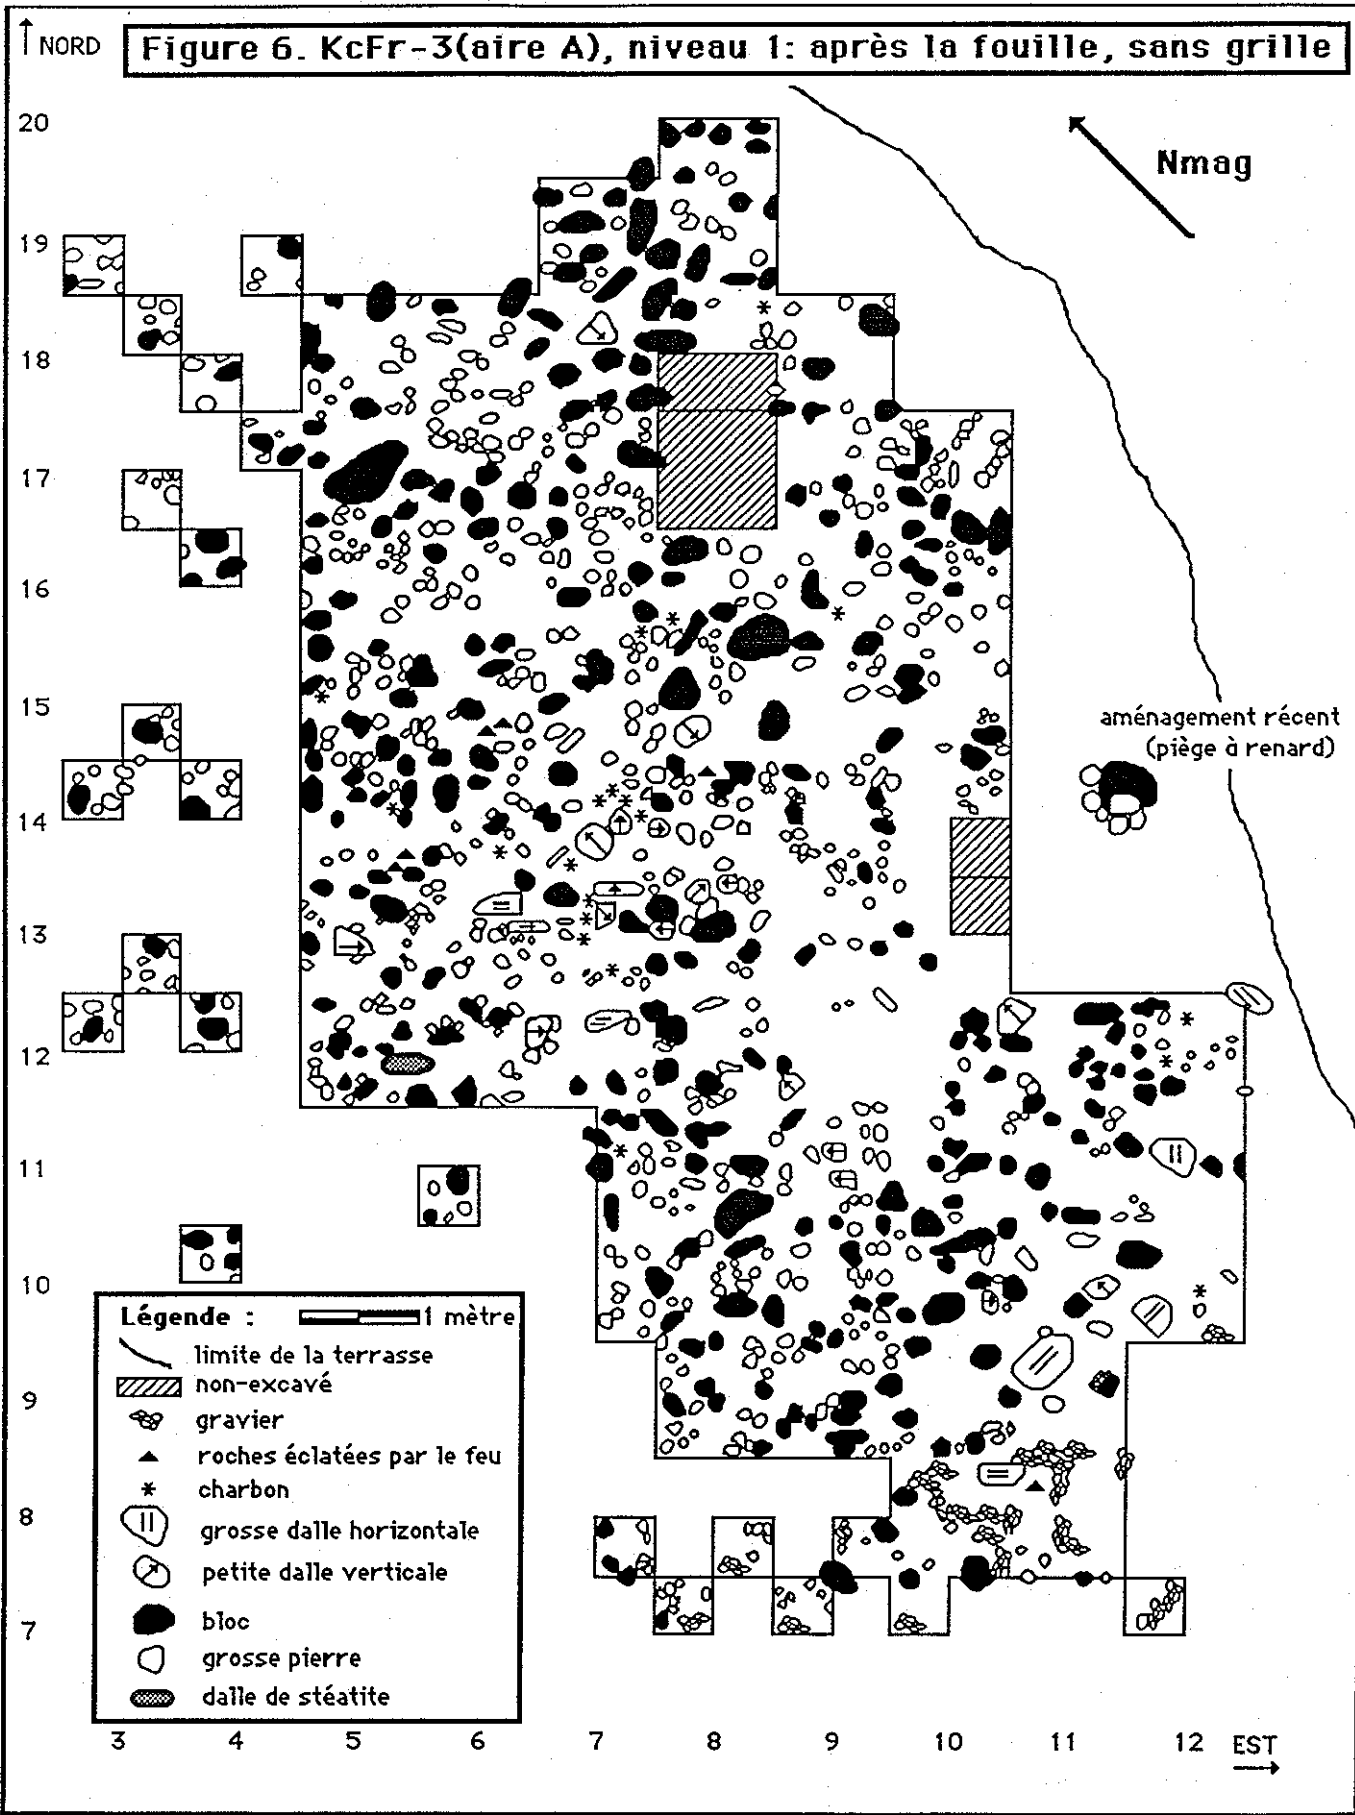 NORD
Figure 6. KcFr-3(aire A), niveau 1: après la fouille, sans grille
20
Nmag
19
18
17
16
15
aménagement récent
(piège à renard)
14
13
12
11
10
Légende :
1 mètre
limite de la terrasse
non-excavé
9
gravier
roches éclatées par le feu
charbon
8
grosse dalle horizontale
petite dalle verticale
7
bloc
grosse pierre
dalle de stéatite
3 4 5 6 7 8 9 10 11 12 EST